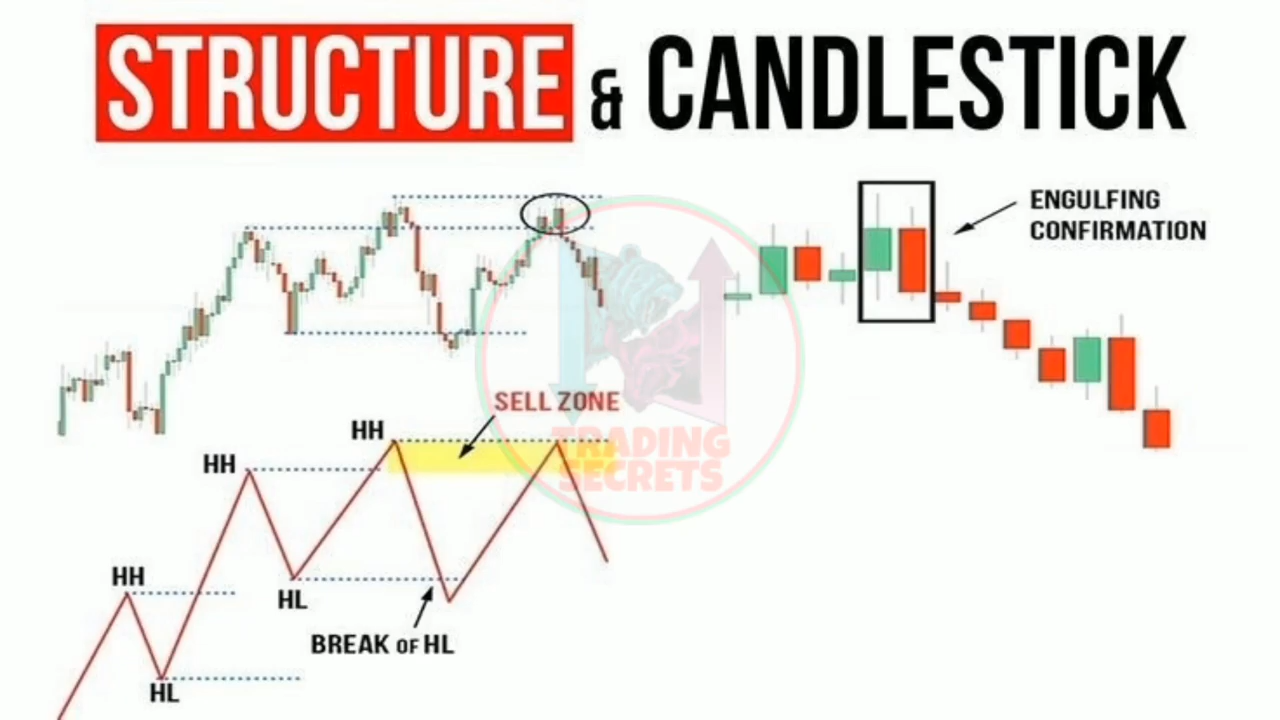 STRUCTURE & CANDLESTICK
ENGULFING
CONFIRMATION
SELL ZONE
HH
HH
HH
HL
BREAK OF HL
HL
TRADING
SECRETS